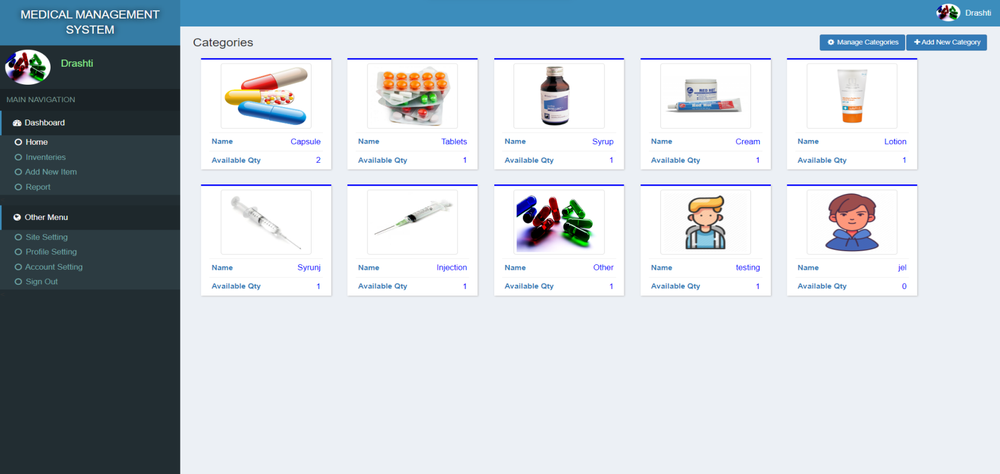 MEDICAL MANAGEMENT
SYSTEM
Drashti
Drashti
MAIN NAVIGATION
Dashboard
Home
Inventeries
Add New Item
Report
Other Menu
Site Setting
Profile Setting
Account Setting
Sign Out
Categories
Manage Categories
Add New Category
RED HOT
Red Hot
Name Capsule
Available Qty 2
Name Tablets
Available Qty 1
Name Syrup
Available Qty 1
Name Cream
Available Qty 1
Name Lotion
Available Qty 1
Name Syrunj
Available Qty 1
Name Injection
Available Qty 1
Name Other
Available Qty 1
Name testing
Available Qty 1
Name jel
Available Qty 0